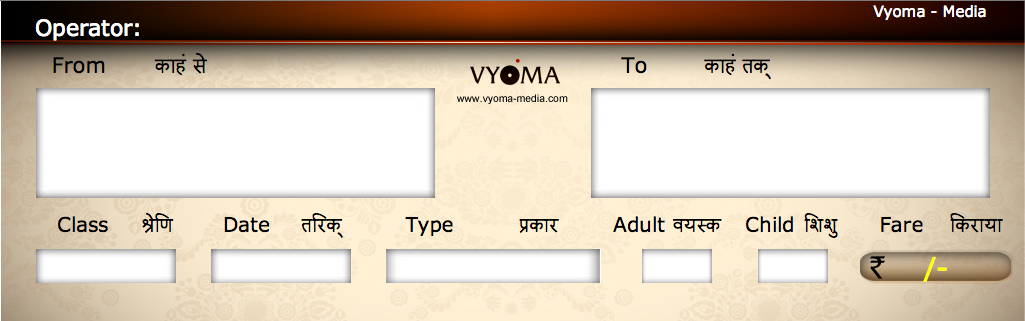 Vyoma - Media
Operator:
From काहं से
VYOMA
To काहं तक्
www.vyoma-media.com
Class श्रेणि Date तरिक् Type प्रकार Adult वयस्क Child शिशु Fare किराया
₹ /-